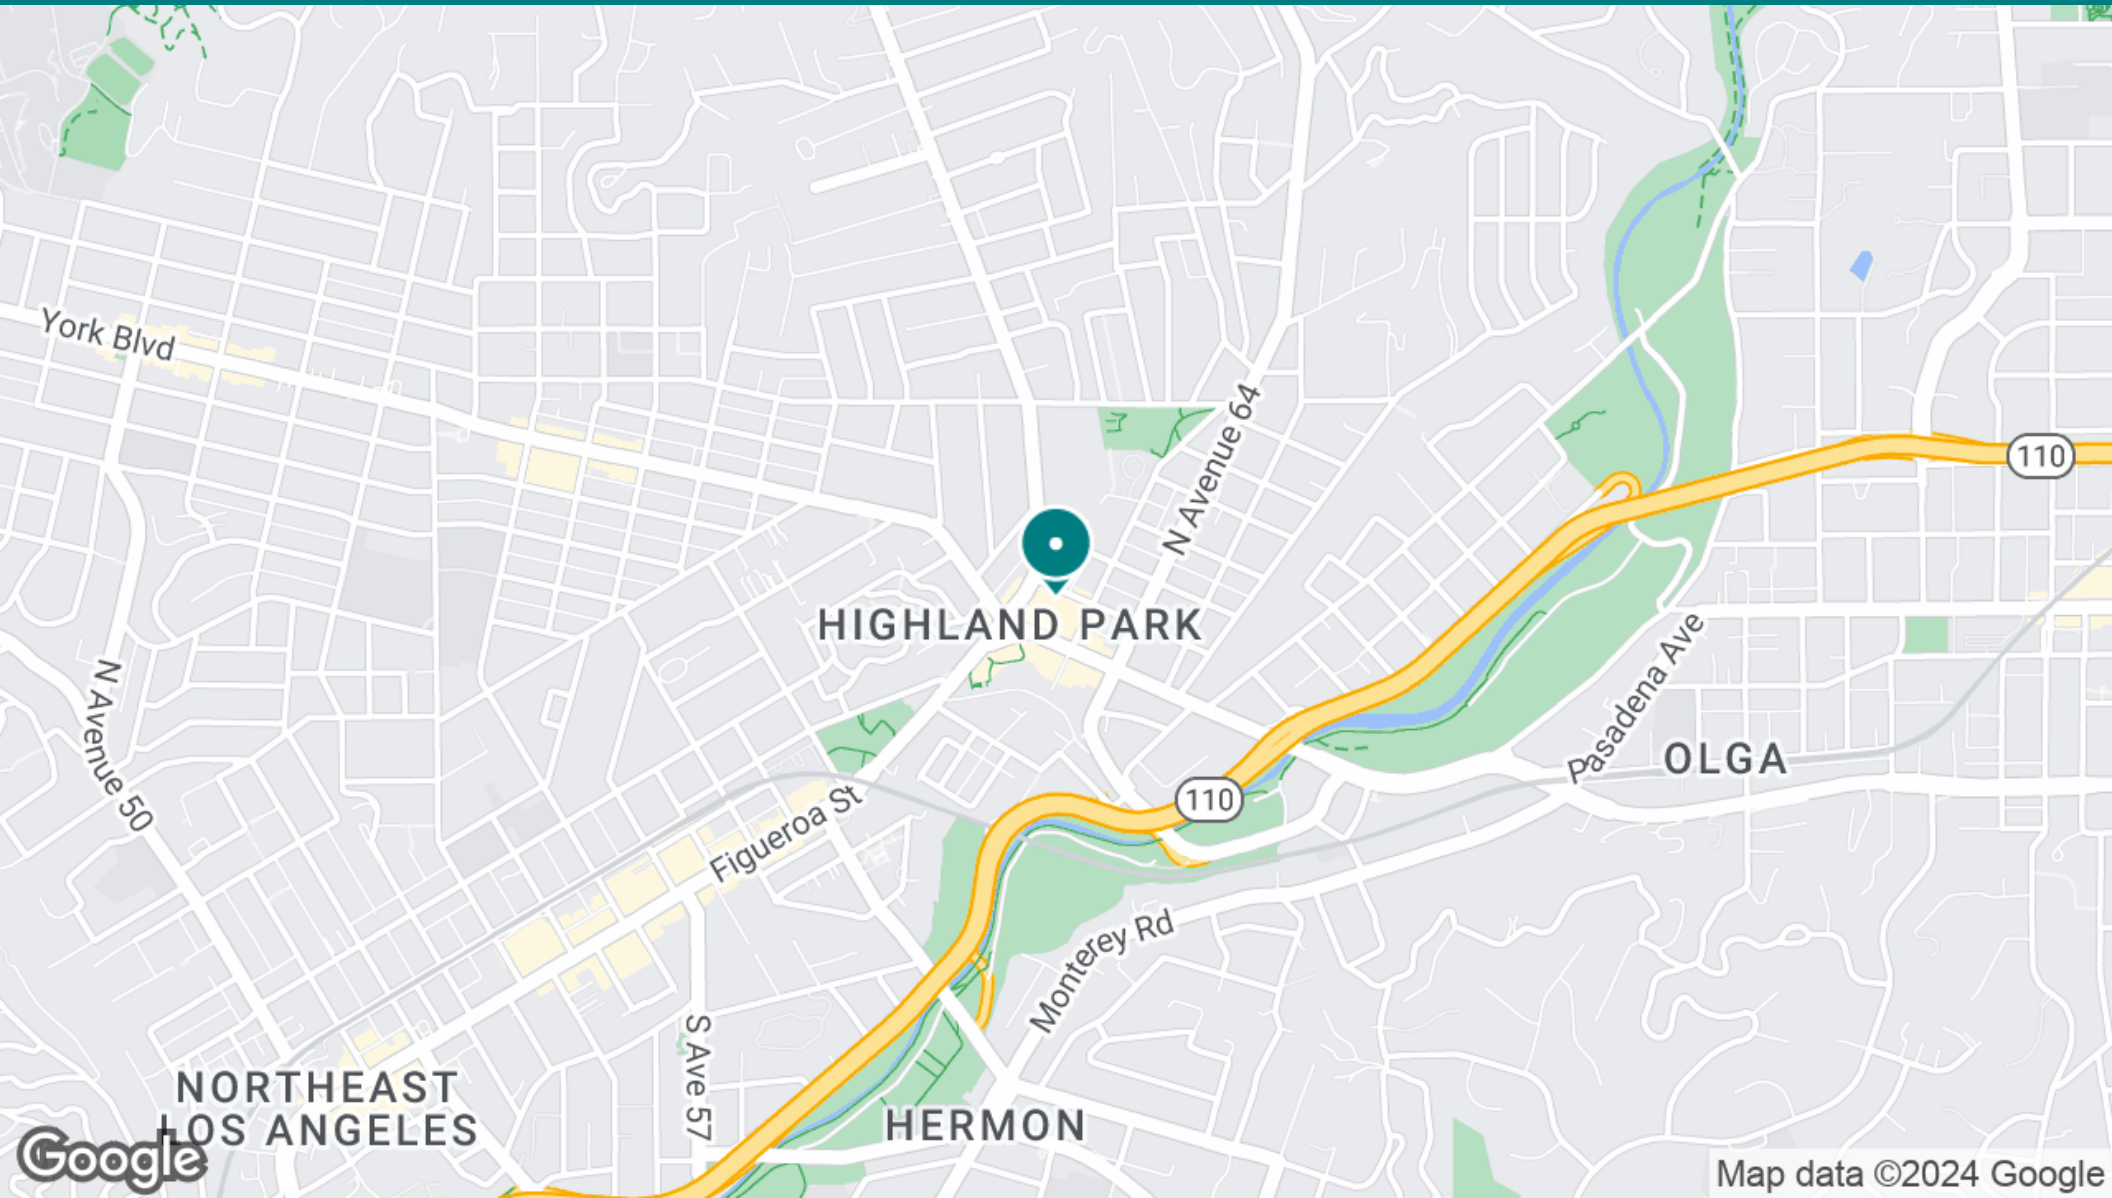 York Blvd
N Avenue 64
110
HIGHLAND PARK
Pasadena Ave
N Avenue 50
OLGA
110
Figueroa St
Monterey Rd
S Ave 57
NORTHEAST
LOS ANGELES
HERMON
Google
Map data ©2024 Google